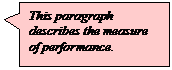 This paragraph
describes the measure
of performance.